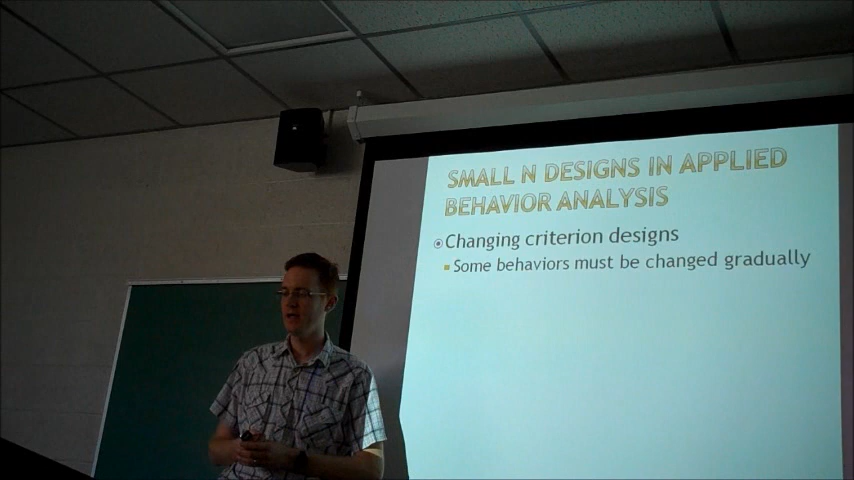 SMALL N DESIGNS IN APPLIED
BEHAVIOR ANALYSIS
Changing criterion designs
Some behaviors must be changed gradually